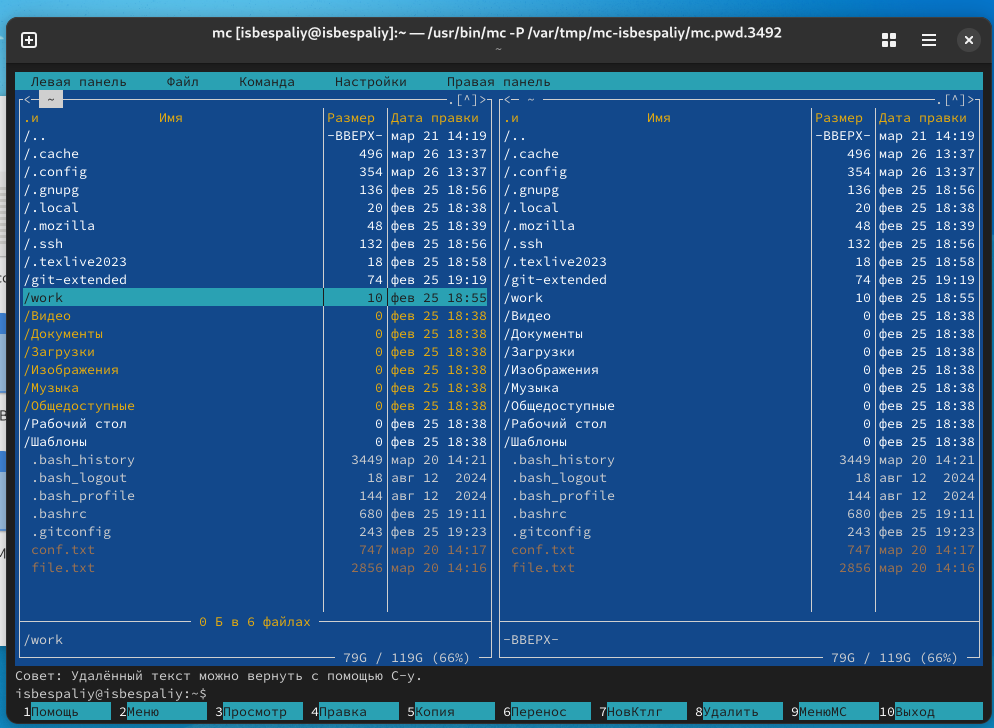 mc [isbespaliy@isbespaliy]:~ — /usr/bin/mc -P /var/tmp/mc-isbespaliy/mc.pwd.3492
~
Левая панель Файл Команда Настройки Правая панель
<─ ~ .[^]> <─ ~ .[^]>
.и Имя Размер Дата правки .и Имя Размер Дата правки
/.. -ВВЕРХ- мар 21 14:19 /.. -ВВЕРХ- мар 21 14:19
/.cache 496 мар 26 13:37 /.cache 496 мар 26 13:37
/.config 354 мар 26 13:37 /.config 354 мар 26 13:37
/.gnupg 136 фев 25 18:56 /.gnupg 136 фев 25 18:56
/.local 20 фев 25 18:38 /.local 20 фев 25 18:38
/.mozilla 48 фев 25 18:39 /.mozilla 48 фев 25 18:39
/.ssh 132 фев 25 18:56 /.ssh 132 фев 25 18:56
/.texlive2023 18 фев 25 18:58 /.texlive2023 18 фев 25 18:58
/git-extended 74 фев 25 19:19 /git-extended 74 фев 25 19:19
/work 10 фев 25 18:55 /work 10 фев 25 18:55
/Видео 0 фев 25 18:38 /Видео 0 фев 25 18:38
/Документы 0 фев 25 18:38 /Документы 0 фев 25 18:38
/Загрузки 0 фев 25 18:38 /Загрузки 0 фев 25 18:38
/Изображения 0 фев 25 18:38 /Изображения 0 фев 25 18:38
/Музыка 0 фев 25 18:38 /Музыка 0 фев 25 18:38
/Общедоступные 0 фев 25 18:38 /Общедоступные 0 фев 25 18:38
/Рабочий стол 0 фев 25 18:38 /Рабочий стол 0 фев 25 18:38
/Шаблоны 0 фев 25 18:38 /Шаблоны 0 фев 25 18:38
.bash_history 3449 мар 20 14:21 .bash_history 3449 мар 20 14:21
.bash_logout 18 авг 12 2024 .bash_logout 18 авг 12 2024
.bash_profile 144 авг 12 2024 .bash_profile 144 авг 12 2024
.bashrc 680 фев 25 19:11 .bashrc 680 фев 25 19:11
.gitconfig 243 фев 25 19:23 .gitconfig 243 фев 25 19:23
conf.txt 747 мар 20 14:17 conf.txt 747 мар 20 14:17
file.txt 2856 мар 20 14:16 file.txt 2856 мар 20 14:16
0 Б в 6 файлах
/work -ВВЕРХ-
79G / 119G (66%) 79G / 119G (66%)
Совет: Удалённый текст можно вернуть с помощью C-y.
isbespaliy@isbespaliy:~$
1Помощь 2Меню 3Просмотр 4Правка 5Копия 6Перенос 7НовКтлг 8Удалить 9МенюMC 10Выход